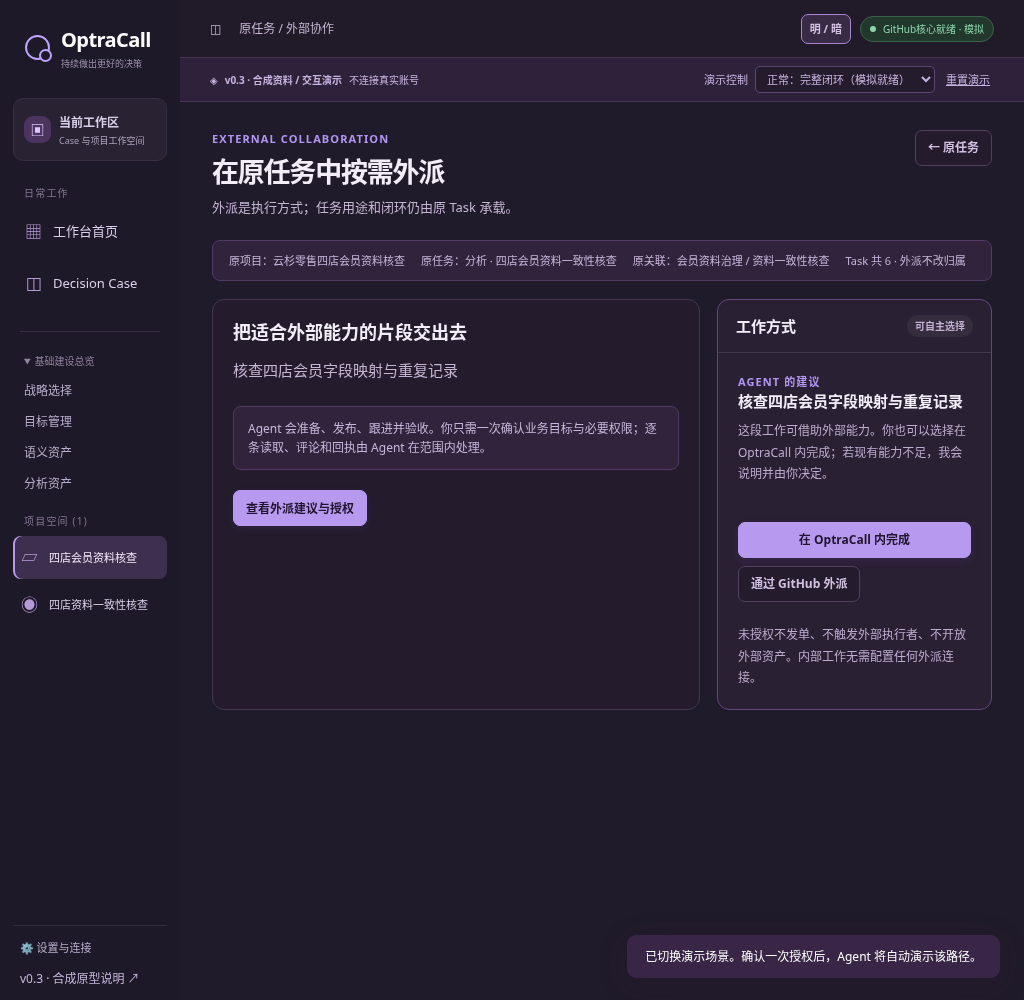 OptraCall
持续做出更好的决策
当前工作区
Case 与项目工作空间
日常工作
工作台首页
Decision Case
▾ 基础建设总览
战略选择
目标管理
语义资产
分析资产
项目空间 (1)
四店会员资料核查
四店资料一致性核查
⚙️ 设置与连接
v0.3 · 合成原型说明 ↗
原任务 / 外部协作
明 / 暗
GitHub核心就绪 · 模拟
◈ v0.3 · 合成资料 / 交互演示 不连接真实账号
演示控制 正常：完整闭环（模拟就绪） 重置演示
EXTERNAL COLLABORATION
在原任务中按需外派
外派是执行方式；任务用途和闭环仍由原 Task 承载。
← 原任务
原项目：云杉零售四店会员资料核查 原任务：分析 · 四店会员资料一致性核查 原关联：会员资料治理 / 资料一致性核查 Task 共 6 · 外派不改归属
把适合外部能力的片段交出去
核查四店会员字段映射与重复记录
Agent 会准备、发布、跟进并验收。你只需一次确认业务目标与必要权限；逐
条读取、评论和回执由 Agent 在范围内处理。
查看外派建议与授权
工作方式
可自主选择
AGENT 的建议
核查四店会员字段映射与重复记录
这段工作可借助外部能力。你也可以选择在
OptraCall 内完成；若现有能力不足，我会
说明并由你决定。
在 OptraCall 内完成
通过 GitHub 外派
未授权不发单、不触发外部执行者、不开放
外部资产。内部工作无需配置任何外派连
接。
已切换演示场景。确认一次授权后，Agent 将自动演示该路径。